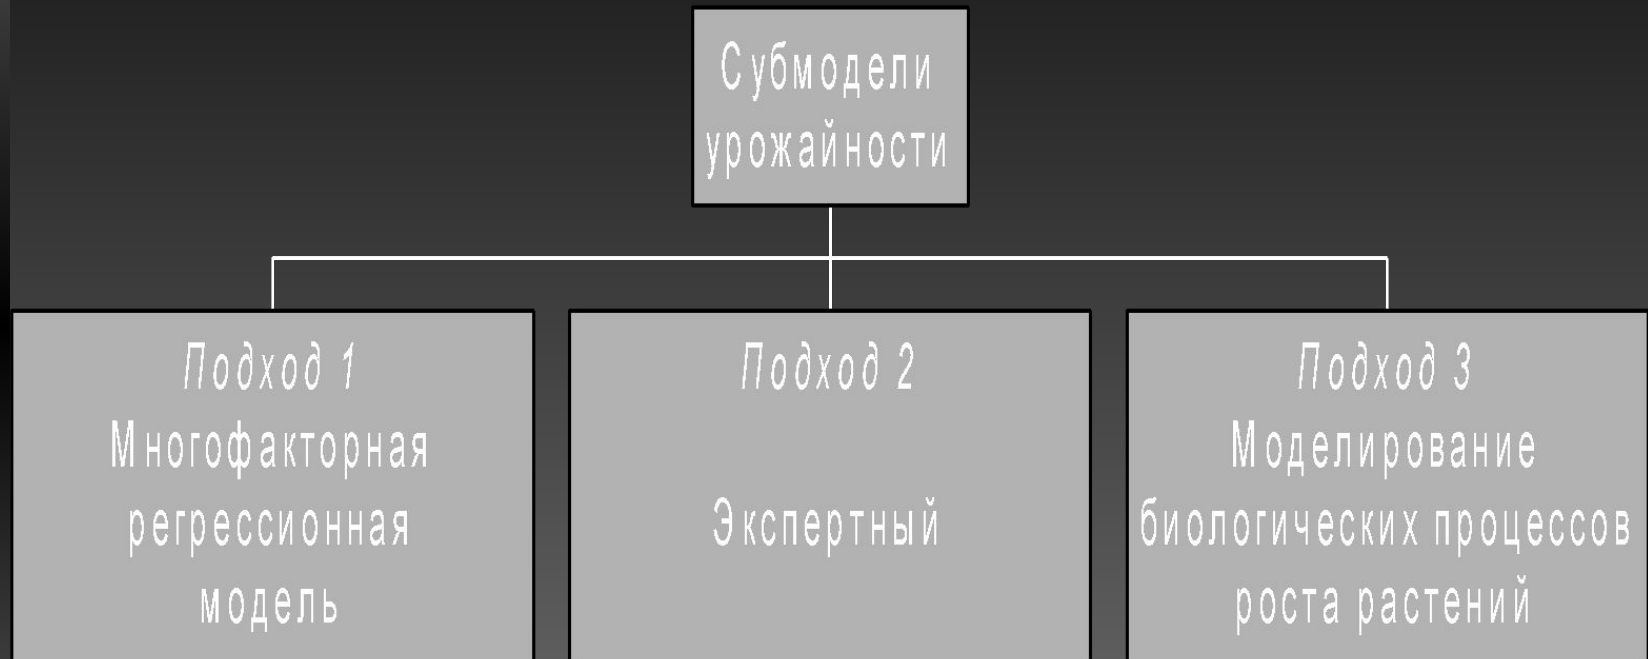 Субмодели
урожайности
Подход 1
Многофакторная
регрессионная
модель
Подход 2
Экспертный
Подход 3
Моделирование
биологических процессов
роста растений